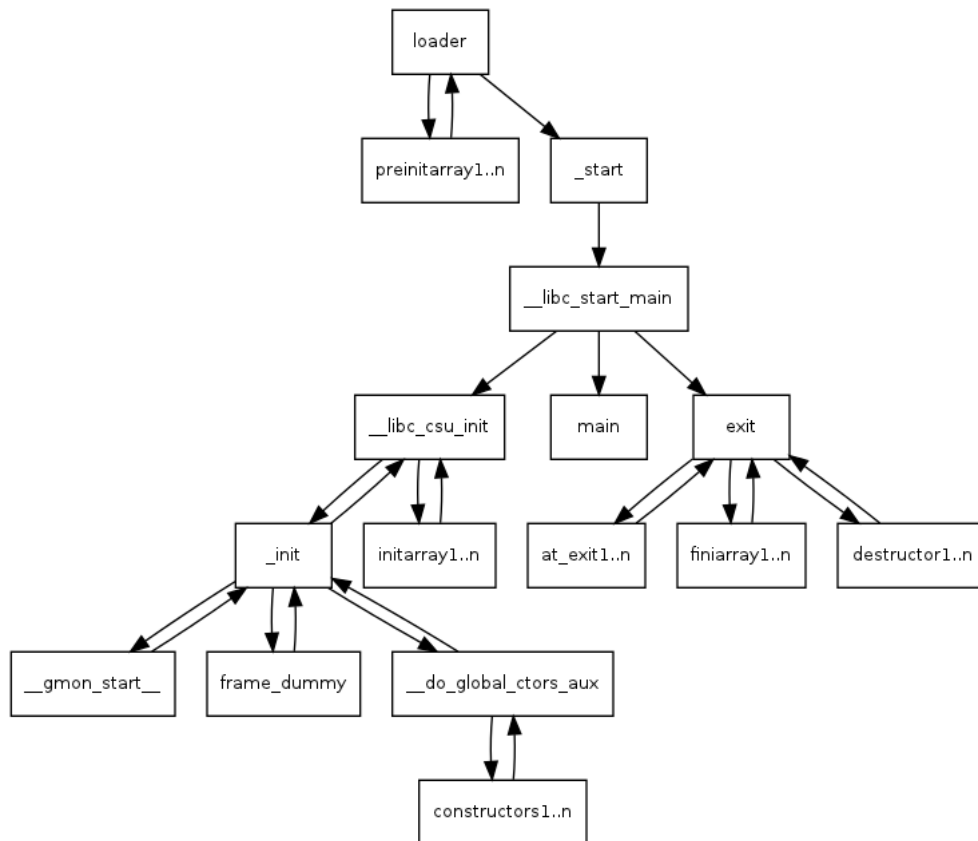 loader
preinitarray1..n
_start
__libc_start_main
__libc_csu_init
main
exit
_init
initarray1..n
at_exit1..n
finiarray1..n
destructor1..n
__gmon_start__
frame_dummy
__do_global_ctors_aux
constructors1..n